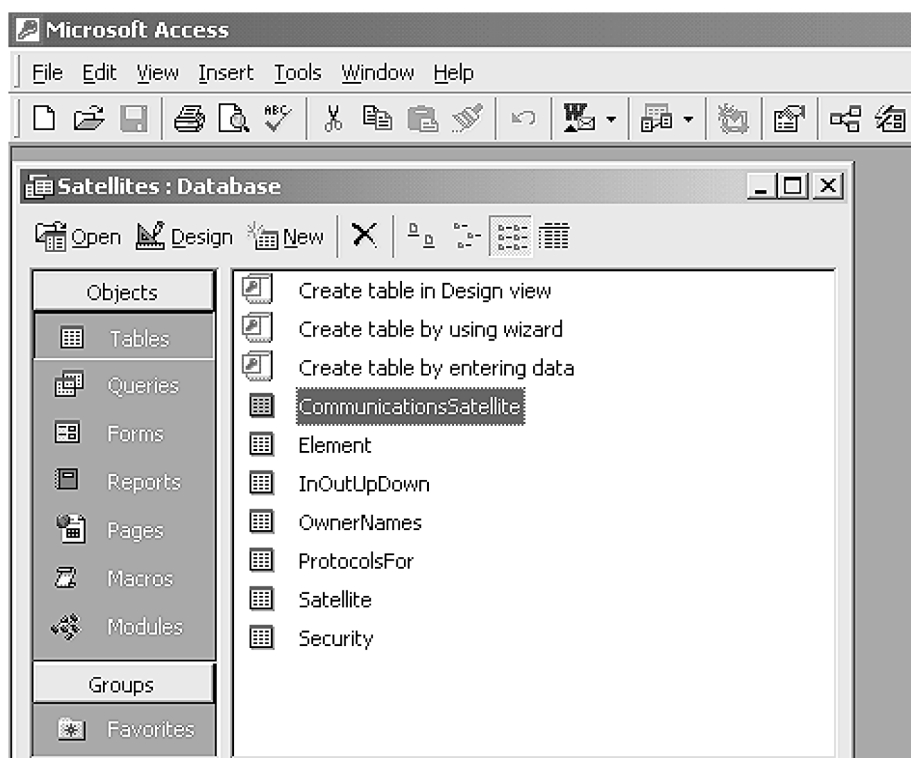 Microsoft Access
File Edit View Insert Tools Window Help
ABC
W
Satellites : Database
Open Design New
Objects
Tables
Queries
Forms
Reports
Pages
Macros
Modules
Groups
Favorites
Create table in Design view
Create table by using wizard
Create table by entering data
CommunicationsSatellite
Element
InOutUpDown
OwnerNames
ProtocolsFor
Satellite
Security